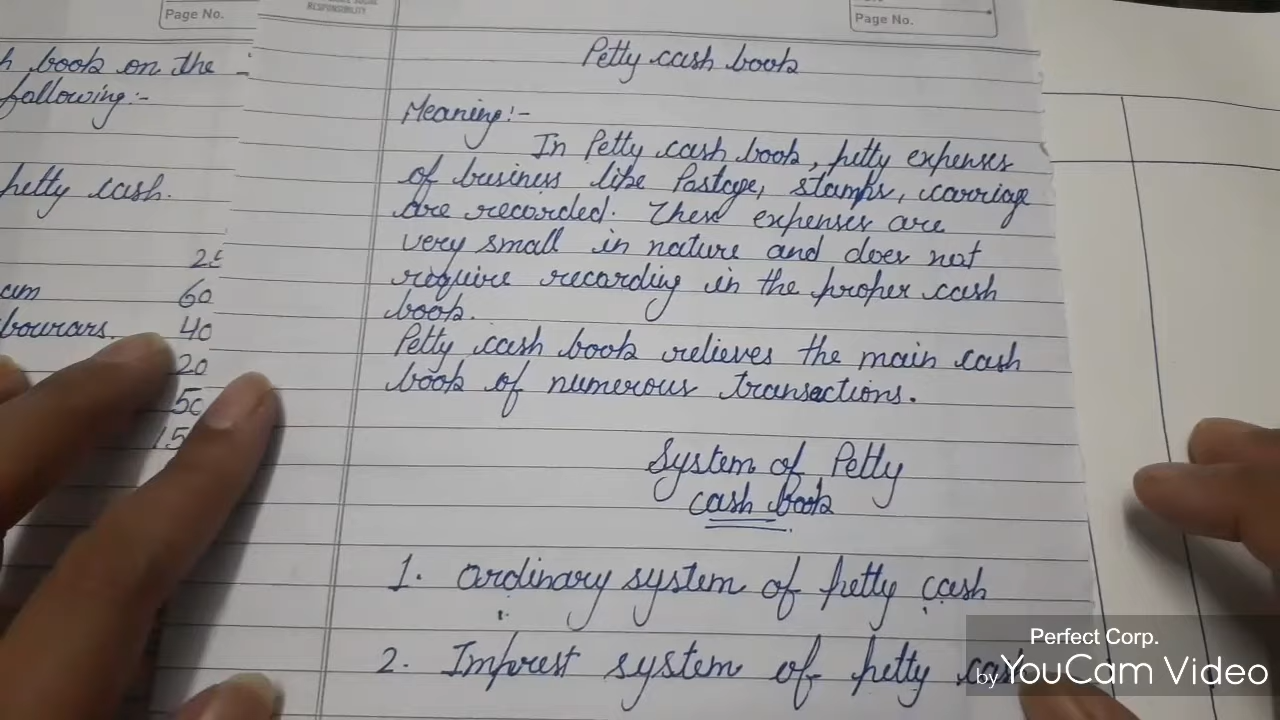 Page No.
RESPONSIBILITY
Page No.
book on the
following:-
petty cash.
60
40
20
Petty cash book
Meaning:-
In Petty cash book, petty expenses
of business like Postage, stamps, carriage
are recorded. These expenses are
very small in nature and does not
require recording in the proper cash
book.
Petty cash book relieves the main cash
book of numerous transactions.
System of Petty
cash book
1. Ordinary system of petty cash
2. Imprest system of petty cash
Perfect Corp.
by YouCam Video